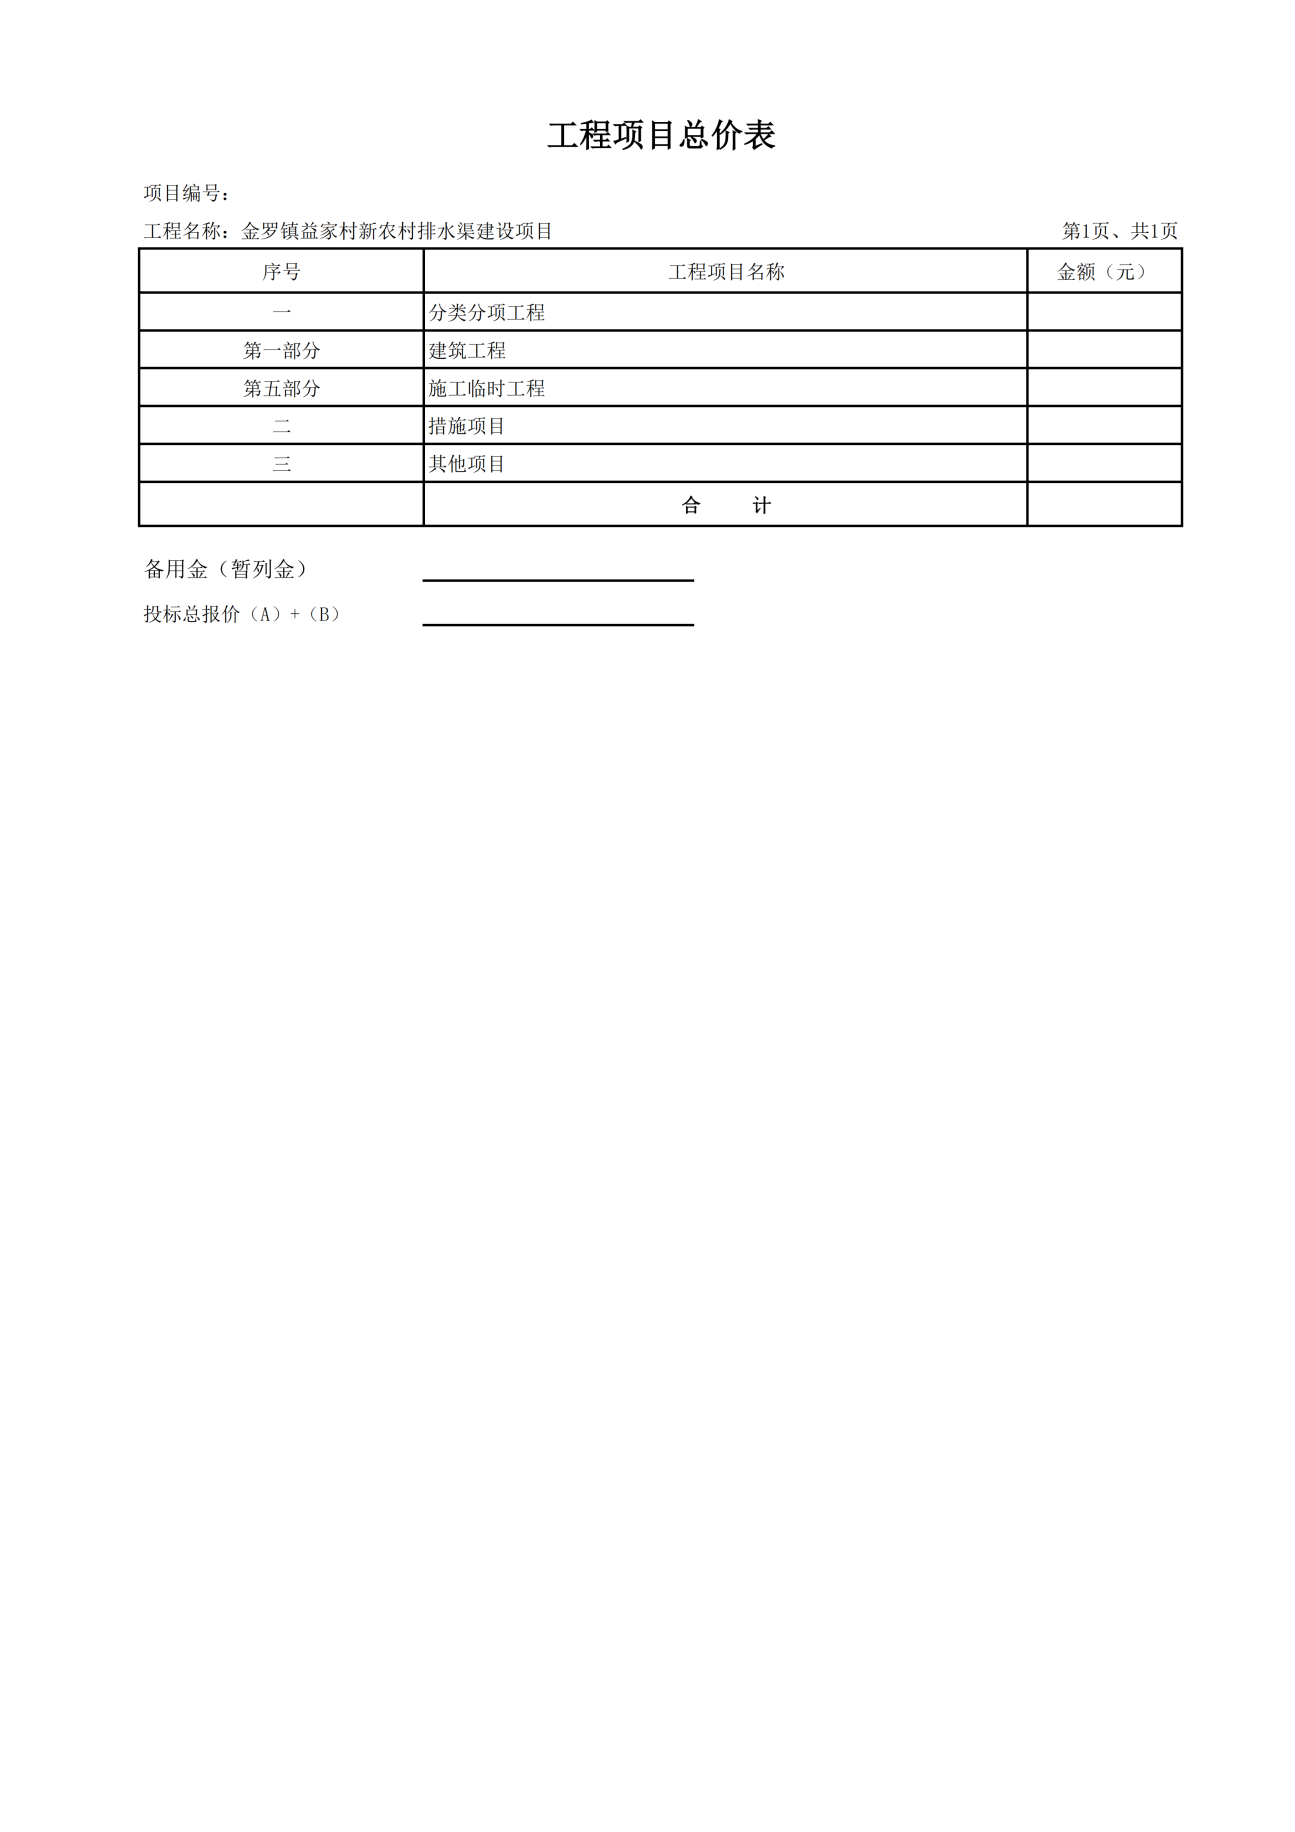 工程项目总价表
项目编号：
工程名称：金罗镇益家村新农村排水渠建设项目 第1页、共1页
序号 工程项目名称 金额（元）
一 分类分项工程
第一部分 建筑工程
第五部分 施工临时工程
二 措施项目
三 其他项目
合 计
备用金（暂列金）
投标总报价（A）+（B）